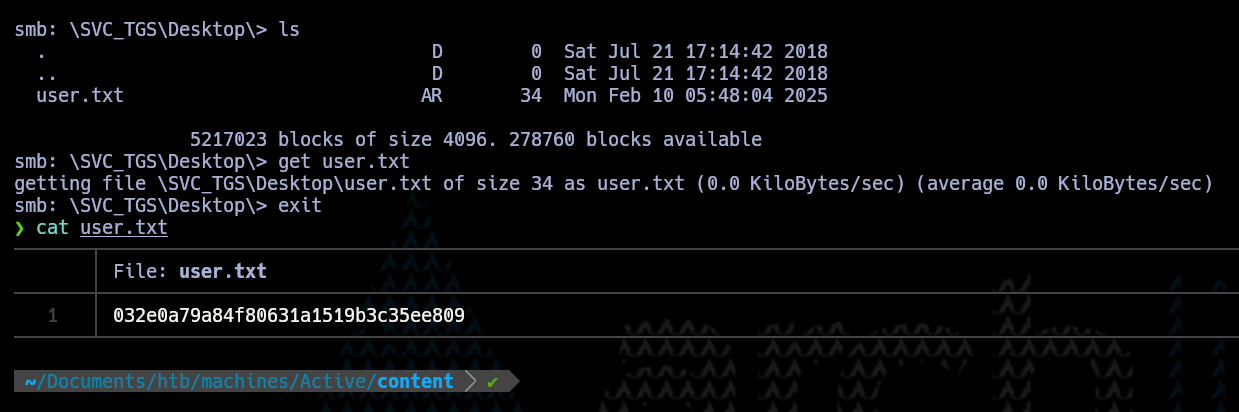 smb: \SVC_TGS\Desktop\> ls
  .                                   D        0  Sat Jul 21 17:14:42 2018
  ..                                  D        0  Sat Jul 21 17:14:42 2018
  user.txt                           AR       34  Mon Feb 10 05:48:04 2025
                5217023 blocks of size 4096. 278760 blocks available
smb: \SVC_TGS\Desktop\> get user.txt
getting file \SVC_TGS\Desktop\user.txt of size 34 as user.txt (0.0 KiloBytes/sec) (average 0.0 KiloBytes/sec)
smb: \SVC_TGS\Desktop\> exit
❯ cat user.txt
File: user.txt
1 032e0a79a84f80631a1519b3c35ee809
~/Documents/htb/machines/Active/content ✔